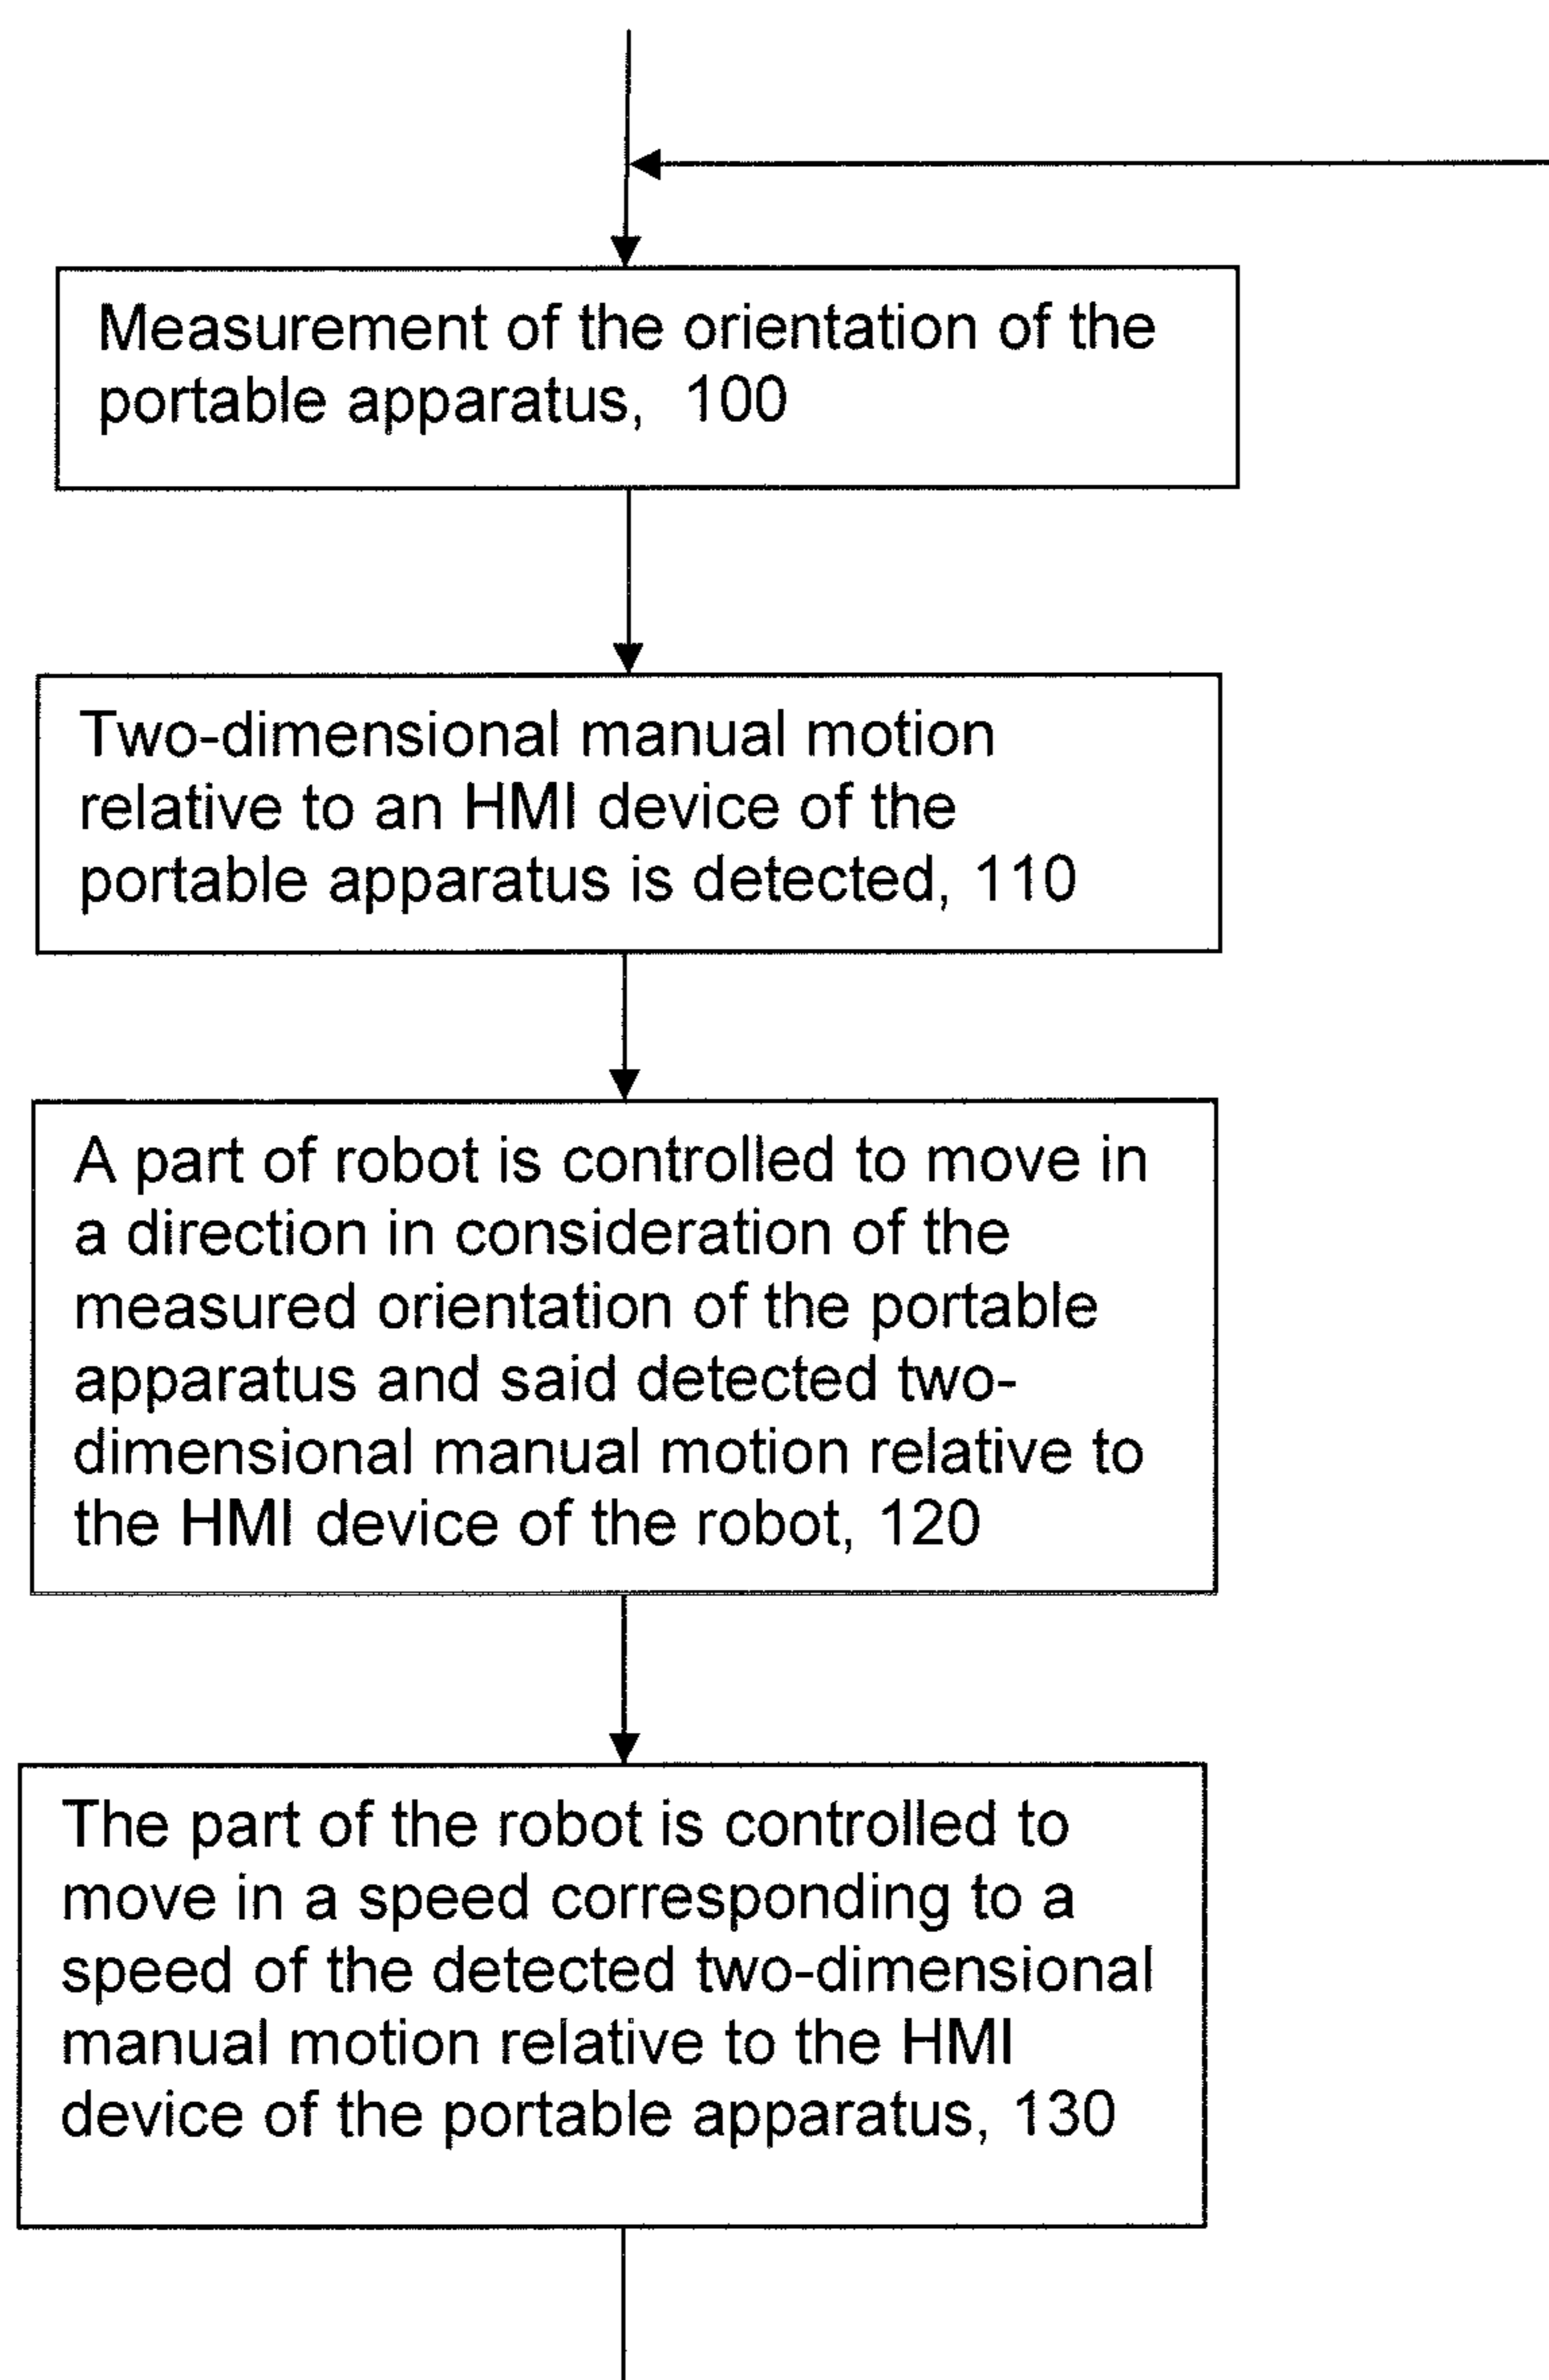 Measurement of the orientation of the
portable apparatus, 100
Two-dimensional manual motion
relative to an HMI device of the
portable apparatus is detected, 110
A part of robot is controlled to move in
a direction in consideration of the
measured orientation of the portable
apparatus and said detected two-
dimensional manual motion relative to
the HMI device of the robot, 120
The part of the robot is controlled to
move in a speed corresponding to a
speed of the detected two-dimensional
manual motion relative to the HMI
device of the portable apparatus, 130